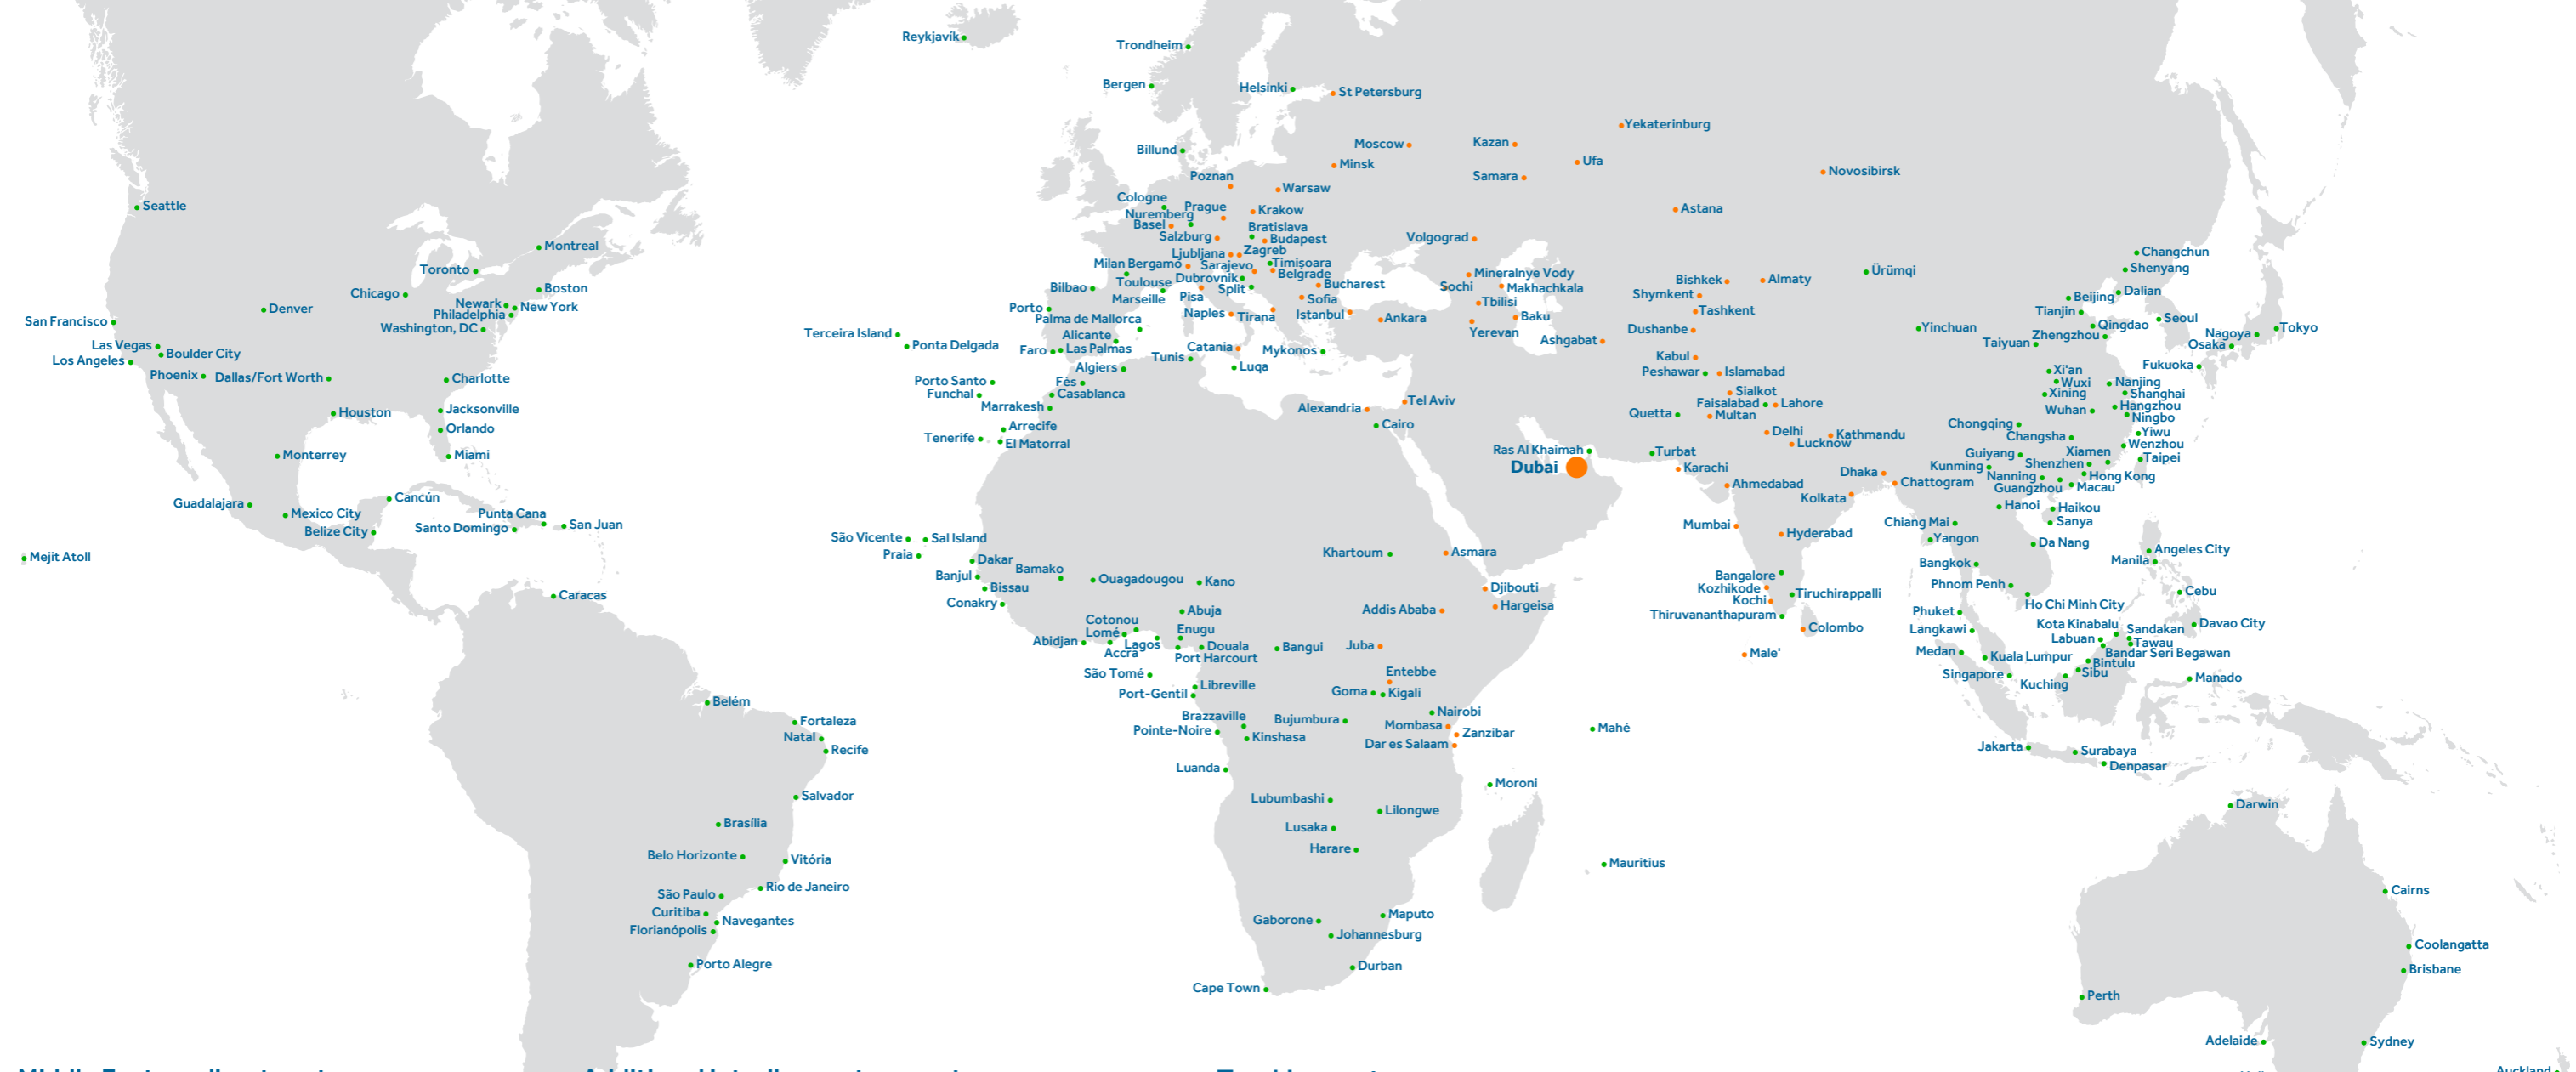 Reykjavík
Trondheim
Bergen
Helsinki
St Petersburg
Yekaterinburg
Moscow
Kazan
Billund
Minsk
Ufa
Samara
Novosibirsk
Poznan
Warsaw
Cologne
Prague
Krakow
Nuremberg
Basel
Bratislava
Salzburg
Budapest
Astana
Volgograd
Ljubljana
Zagreb
Milan Bergamo
Sarajevo
Timișoara
Belgrade
Toulouse
Dubrovnik
Bilbao
Marseille
Pisa
Split
Bucharest
Sofia
Mineralnye Vody
Sochi
Makhachkala
Bishkek
Almaty
Ürümqi
Shymkent
Tbilisi
Tashkent
Porto
Palma de Mallorca
Naples
Tirana
Istanbul
Ankara
Baku
Yerevan
Dushanbe
Ashgabat
Terceira Island
Ponta Delgada
Alicante
Faro
Las Palmas
Tunis
Catania
Mykonos
Kabul
Algiers
Luqa
Peshawar
Islamabad
Porto Santo
Fès
Funchal
Casablanca
Sialkot
Marrakesh
Alexandria
Tel Aviv
Faisalabad
Lahore
Quetta
Multan
Arrecife
Cairo
Tenerife
El Matorral
Delhi
Kathmandu
Lucknow
Ras Al Khaimah
Turbat
Dubai
Karachi
Dhaka
Ahmedabad
Chattogram
Kolkata
Seattle
Montreal
Toronto
Boston
Chicago
Newark
New York
Denver
Philadelphia
San Francisco
Washington, DC
Las Vegas
Boulder City
Los Angeles
Phoenix
Dallas/Fort Worth
Charlotte
Houston
Jacksonville
Orlando
Monterrey
Miami
Cancún
Guadalajara
Mexico City
Punta Cana
Belize City
Santo Domingo
San Juan
Mejit Atoll
Caracas
Changchun
Shenyang
Beijing
Dalian
Tianjin
Seoul
Yinchuan
Qingdao
Tokyo
Zhengzhou
Nagoya
Taiyuan
Osaka
Xi'an
Fukuoka
Wuxi
Nanjing
Xining
Shanghai
Wuhan
Hangzhou
Ningbo
Chongqing
Yiwu
Changsha
Wenzhou
Guiyang
Xiamen
Taipei
Kunming
Shenzhen
Nanning
Hong Kong
Guangzhou
Macau
Hanoi
Haikou
Chiang Mai
Sanya
Yangon
Da Nang
Angeles City
Manila
Bangkok
Phnom Penh
Cebu
Ho Chi Minh City
Phuket
Langkawi
Kota Kinabalu
Sandakan
Davao City
Labuan
Tawau
Medan
Kuala Lumpur
Bandar Seri Begawan
Bintulu
Singapore
Sibu
Kuching
Manado
Jakarta
Surabaya
Denpasar
Mumbai
Hyderabad
Bangalore
Kozhikode
Tiruchirappalli
Kochi
Thiruvananthapuram
Colombo
Male'
São Vicente
Sal Island
Praia
Dakar
Khartoum
Asmara
Banjul
Bamako
Ouagadougou
Kano
Bissau
Djibouti
Conakry
Abuja
Addis Ababa
Hargeisa
Cotonou
Lomé
Enugu
Abidjan
Accra
Lagos
Douala
Port Harcourt
Bangui
Juba
São Tomé
Entebbe
Libreville
Goma
Kigali
Port-Gentil
Brazzaville
Bujumbura
Nairobi
Pointe-Noire
Kinshasa
Mombasa
Zanzibar
Dar es Salaam
Mahé
Luanda
Moroni
Lubumbashi
Lilongwe
Lusaka
Harare
Mauritius
Gaborone
Maputo
Johannesburg
Durban
Cape Town
Belém
Fortaleza
Natal
Recife
Salvador
Brasília
Belo Horizonte
Vitória
Rio de Janeiro
São Paulo
Curitiba
Navegantes
Florianópolis
Porto Alegre
Darwin
Cairns
Coolangatta
Brisbane
Perth
Adelaide
Sydney
Auckland